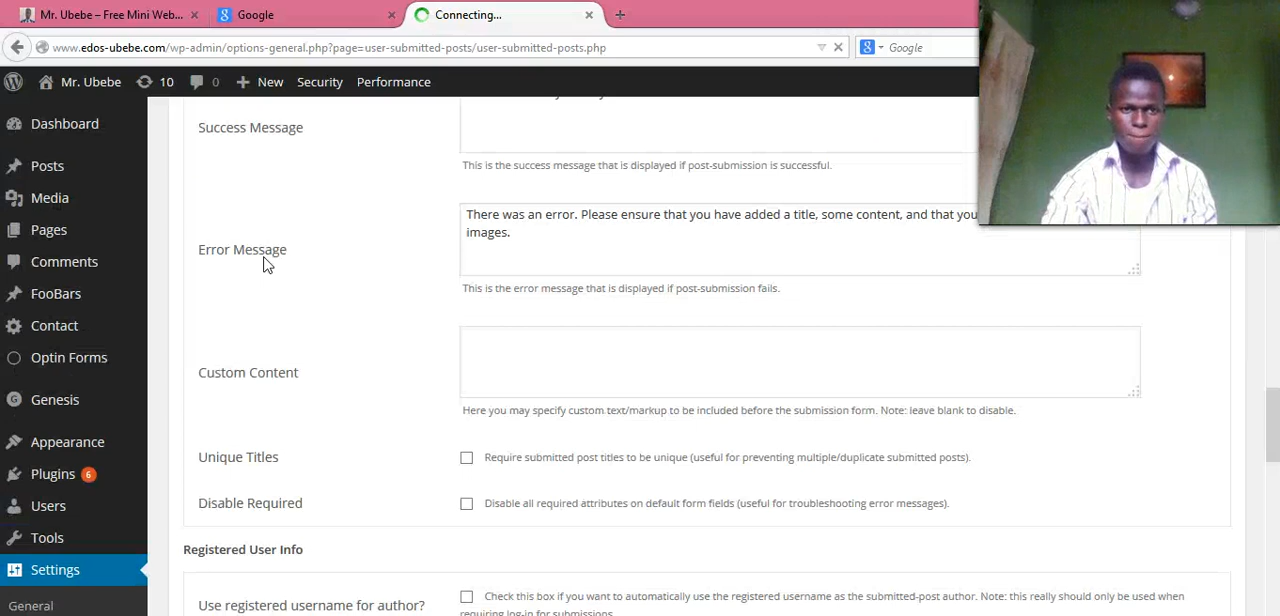 Mr. Ubebe – Free Mini Web...
Google
Connecting...
www.edos-ubebe.com/wp-admin/options-general.php?page=user-submitted-posts/user-submitted-posts.php
Google
Mr. Ubebe
10
0
New
Security
Performance
Dashboard
Posts
Media
Pages
Comments
FooBars
Contact
Optin Forms
Genesis
Appearance
Plugins 6
Users
Tools
Settings
General
Success Message
This is the success message that is displayed if post-submission is successful.
Error Message
There was an error. Please ensure that you have added a title, some content, and that you
images.
This is the error message that is displayed if post-submission fails.
Custom Content
Here you may specify custom text/markup to be included before the submission form. Note: leave blank to disable.
Unique Titles
Require submitted post titles to be unique (useful for preventing multiple/duplicate submitted posts).
Disable Required
Disable all required attributes on default form fields (useful for troubleshooting error messages).
Registered User Info
Use registered username for author?
Check this box if you want to automatically use the registered username as the submitted-post author. Note: this really should only be used when
requiring log-in for submissions.